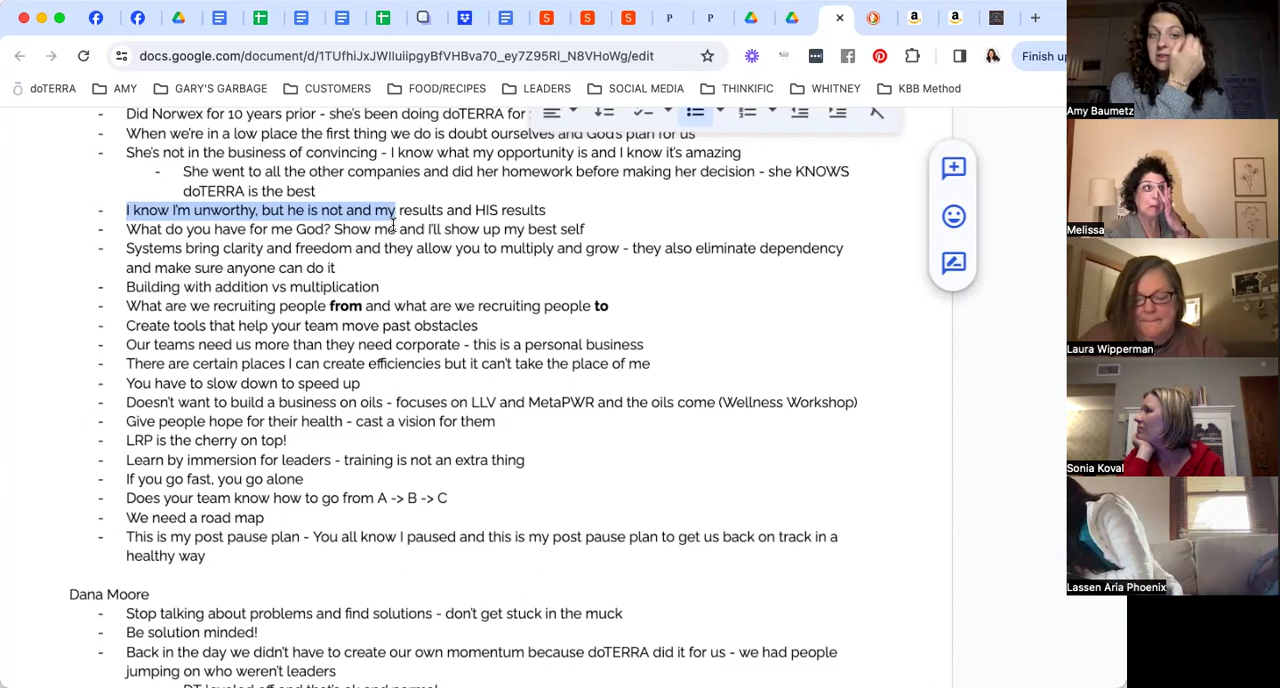 docs.google.com/document/d/1TUfhiJxJWlluiipgyBfVHBva70_ey7Z95Rl_N8VHoWg/edit
Finish up
doTERRA
AMY
GARY'S GARBAGE
CUSTOMERS
FOOD/RECIPES
LEADERS
SOCIAL MEDIA
THINKIFIC
WHITNEY
KBB Method
- Did Norwex for 10 years prior - she's been doing doTERRA for
- When we're in a low place the first thing we do is doubt ourselves and God's plan for us
- She's not in the business of convincing - I know what my opportunity is and I know it's amazing
- She went to all the other companies and did her homework before making her decision - she KNOWS
doTERRA is the best
- I know I'm unworthy, but he is not and my results and HIS results
- What do you have for me God? Show me and I'll show up my best self
- Systems bring clarity and freedom and they allow you to multiply and grow - they also eliminate dependency
and make sure anyone can do it
- Building with addition vs multiplication
- What are we recruiting people from and what are we recruiting people to
- Create tools that help your team move past obstacles
- Our teams need us more than they need corporate - this is a personal business
- There are certain places I can create efficiencies but it can't take the place of me
- You have to slow down to speed up
- Doesn't want to build a business on oils - focuses on LLV and MetaPWR and the oils come (Wellness Workshop)
- Give people hope for their health - cast a vision for them
- LRP is the cherry on top!
- Learn by immersion for leaders - training is not an extra thing
- If you go fast, you go alone
- Does your team know how to go from A -> B -> C
- We need a road map
- This is my post pause plan - You all know I paused and this is my post pause plan to get us back on track in a
healthy way
Dana Moore
- Stop talking about problems and find solutions - don't get stuck in the muck
- Be solution minded!
- Back in the day we didn't have to create our own momentum because doTERRA did it for us - we had people
jumping on who weren't leaders
Amy Baumetz
Melissa
Laura Wipperman
Sonia Koval
Lassen Aria Phoenix